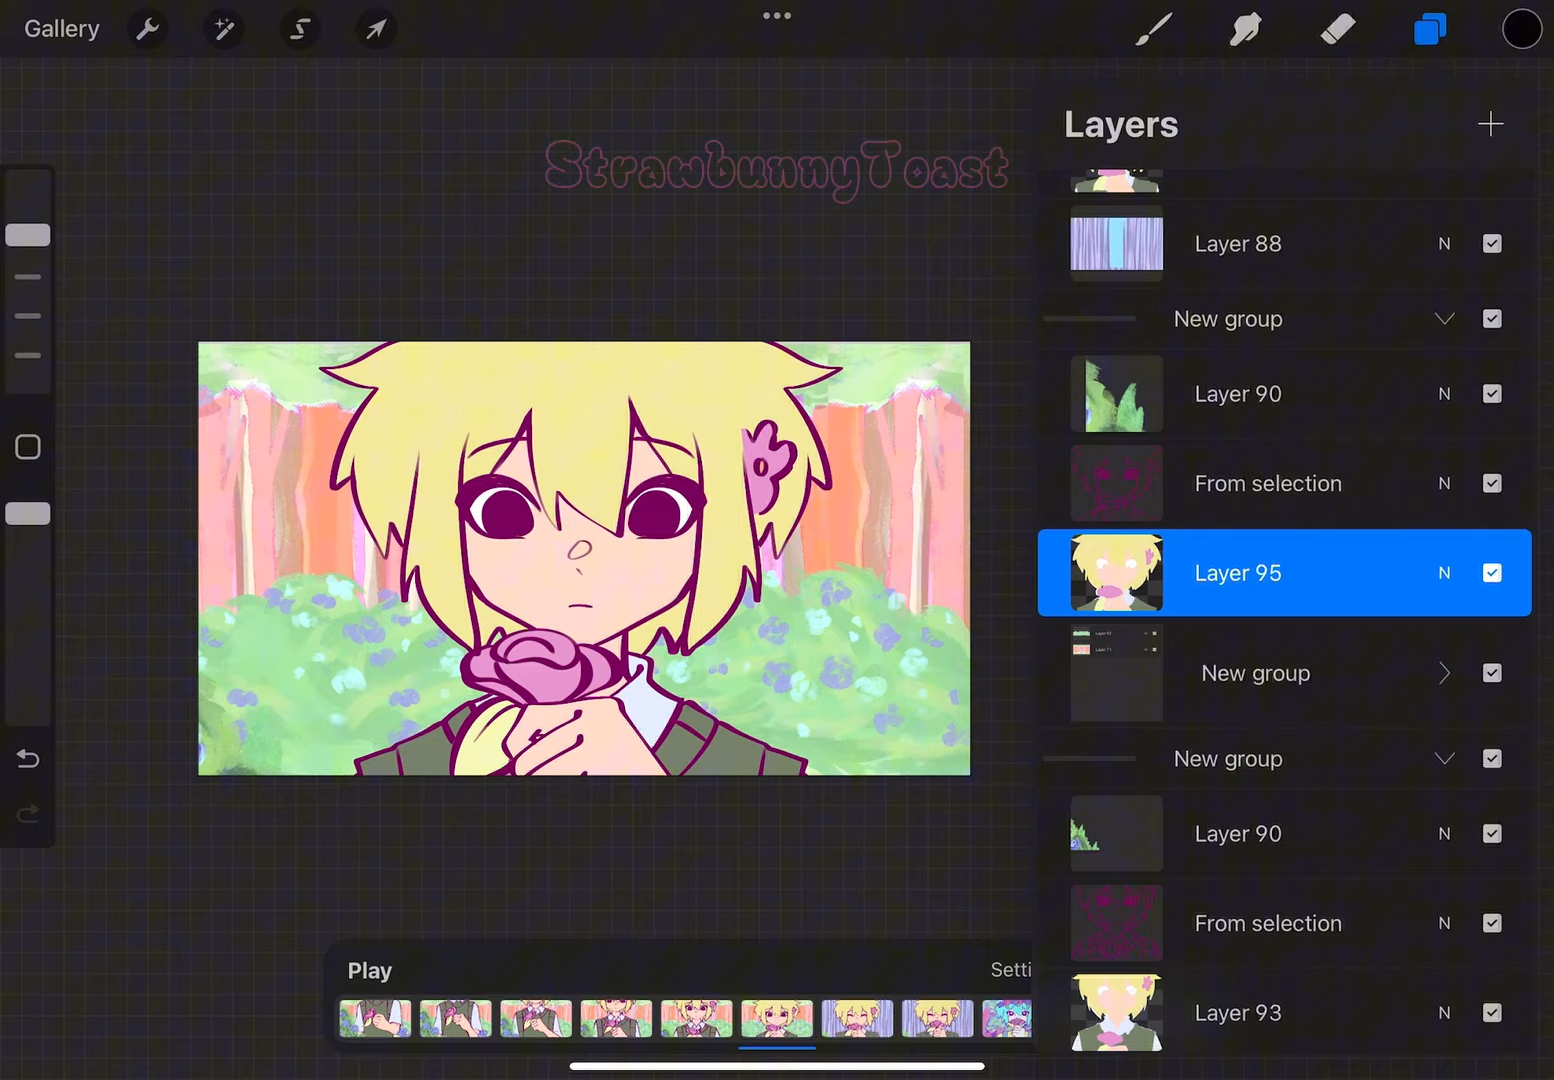 Gallery
StrawbunnyToast
Layers
Layer 88 N
New group
Layer 90 N
From selection N
Layer 95 N
New group
New group
Layer 90 N
From selection N
Layer 93 N
Play Setti